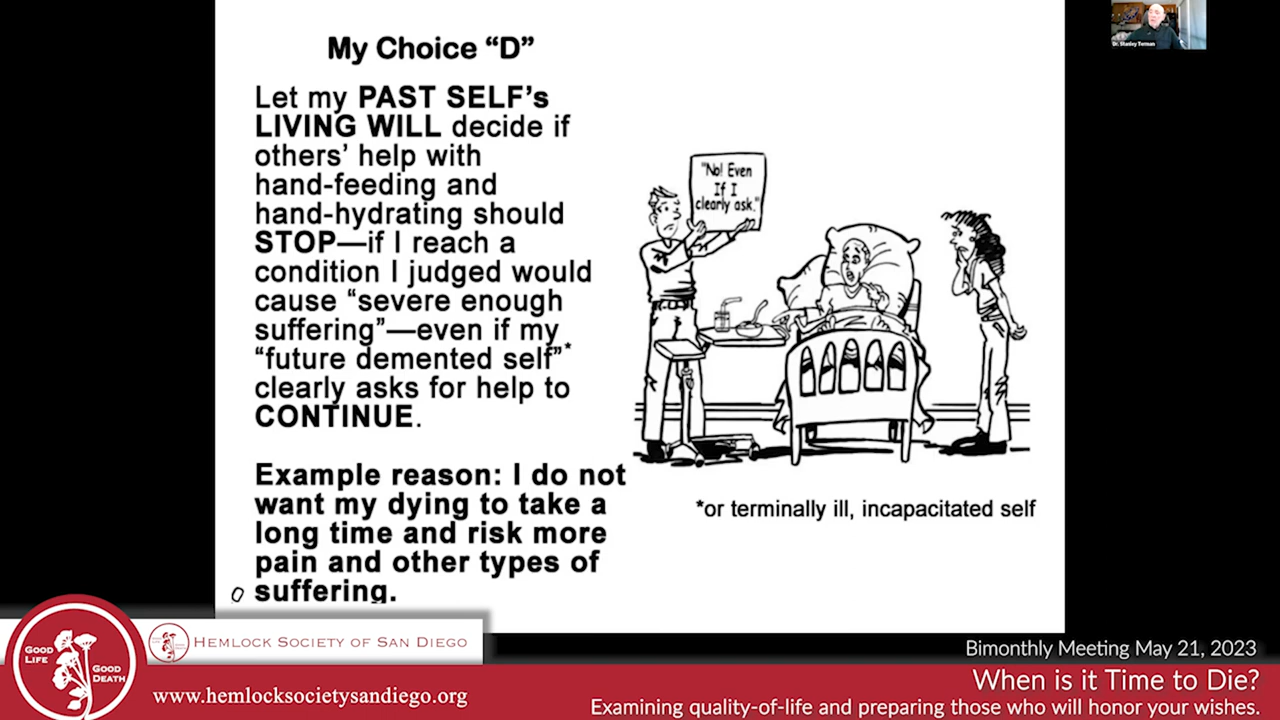 Dr. Stanley Terman
My Choice “D”
Let my PAST SELF’s
LIVING WILL decide if
others’ help with
hand-feeding and
hand-hydrating should
STOP—if I reach a
condition I judged would
cause “severe enough
suffering”—even if my
“future demented self”*
clearly asks for help to
CONTINUE.
Example reason: I do not
want my dying to take a
long time and risk more
pain and other types of
suffering.
"No! Even
If I
clearly ask."
*or terminally ill, incapacitated self
GOOD
LIFE
GOOD
DEATH
HEMLOCK SOCIETY OF SAN DIEGO
www.hemlocksocietysandiego.org
Bimonthly Meeting May 21, 2023
When is it Time to Die?
Examining quality-of-life and preparing those who will honor your wishes.